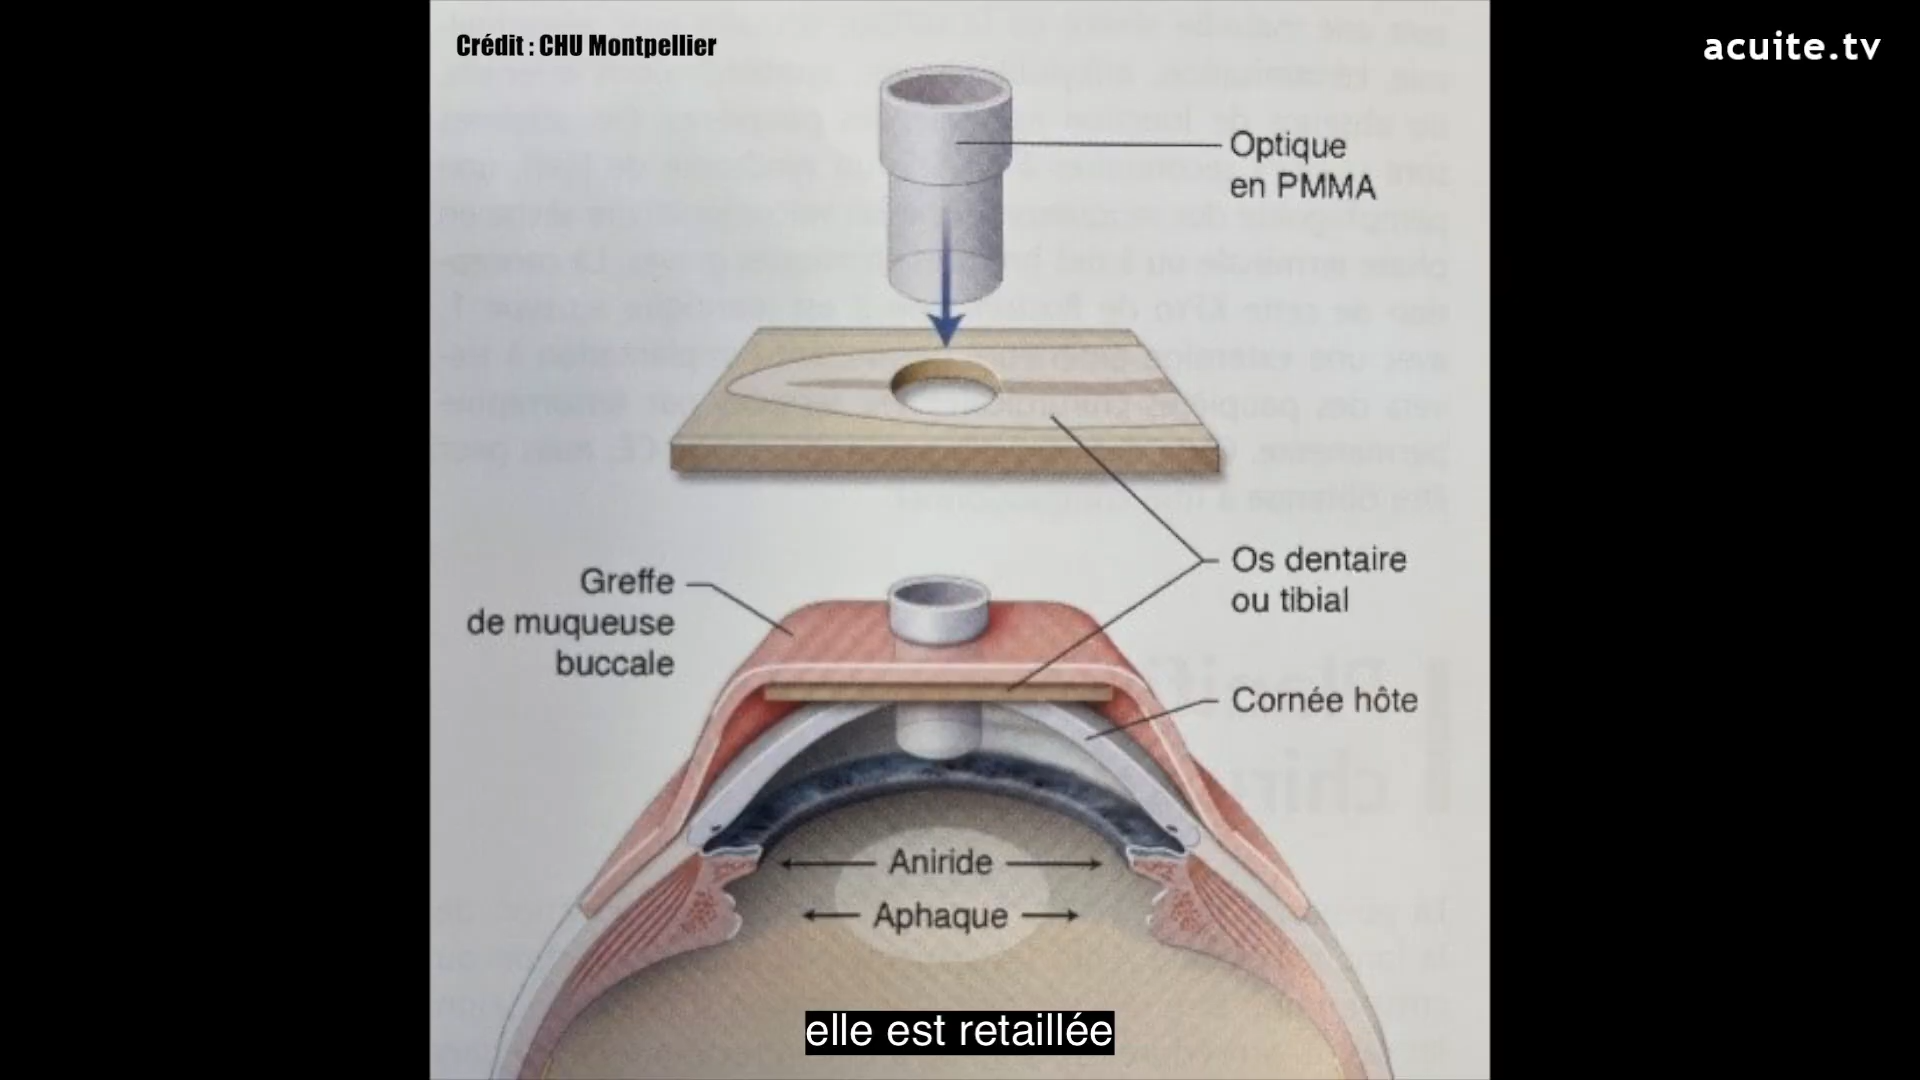 Crédit : CHU Montpellier
acuite.tv
Optique
en PMMA
Os dentaire
ou tibial
Greffe
de muqueuse
buccale
Cornée hôte
Aniride
Aphaque
elle est retaillée